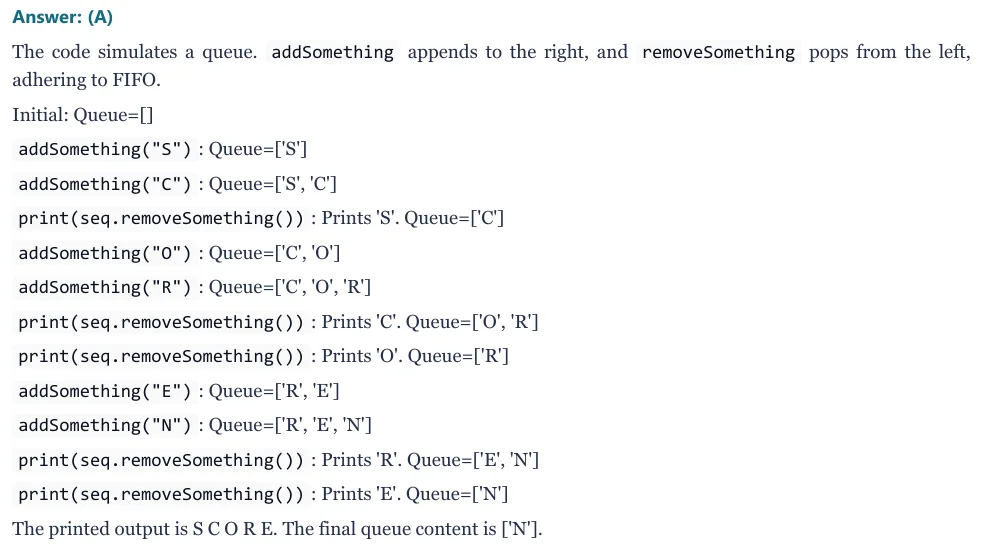 Answer: (A)
The code simulates a queue. addSomething appends to the right, and removeSomething pops from the left,
adhering to FIFO.
Initial: Queue=[]
addSomething("S") : Queue=['S']
addSomething("C") : Queue=['S', 'C']
print(seq.removeSomething()) : Prints 'S'. Queue=['C']
addSomething("O") : Queue=['C', 'O']
addSomething("R") : Queue=['C', 'O', 'R']
print(seq.removeSomething()) : Prints 'C'. Queue=['O', 'R']
print(seq.removeSomething()) : Prints 'O'. Queue=['R']
addSomething("E") : Queue=['R', 'E']
addSomething("N") : Queue=['R', 'E', 'N']
print(seq.removeSomething()) : Prints 'R'. Queue=['E', 'N']
print(seq.removeSomething()) : Prints 'E'. Queue=['N']
The printed output is S C O R E. The final queue content is ['N'].